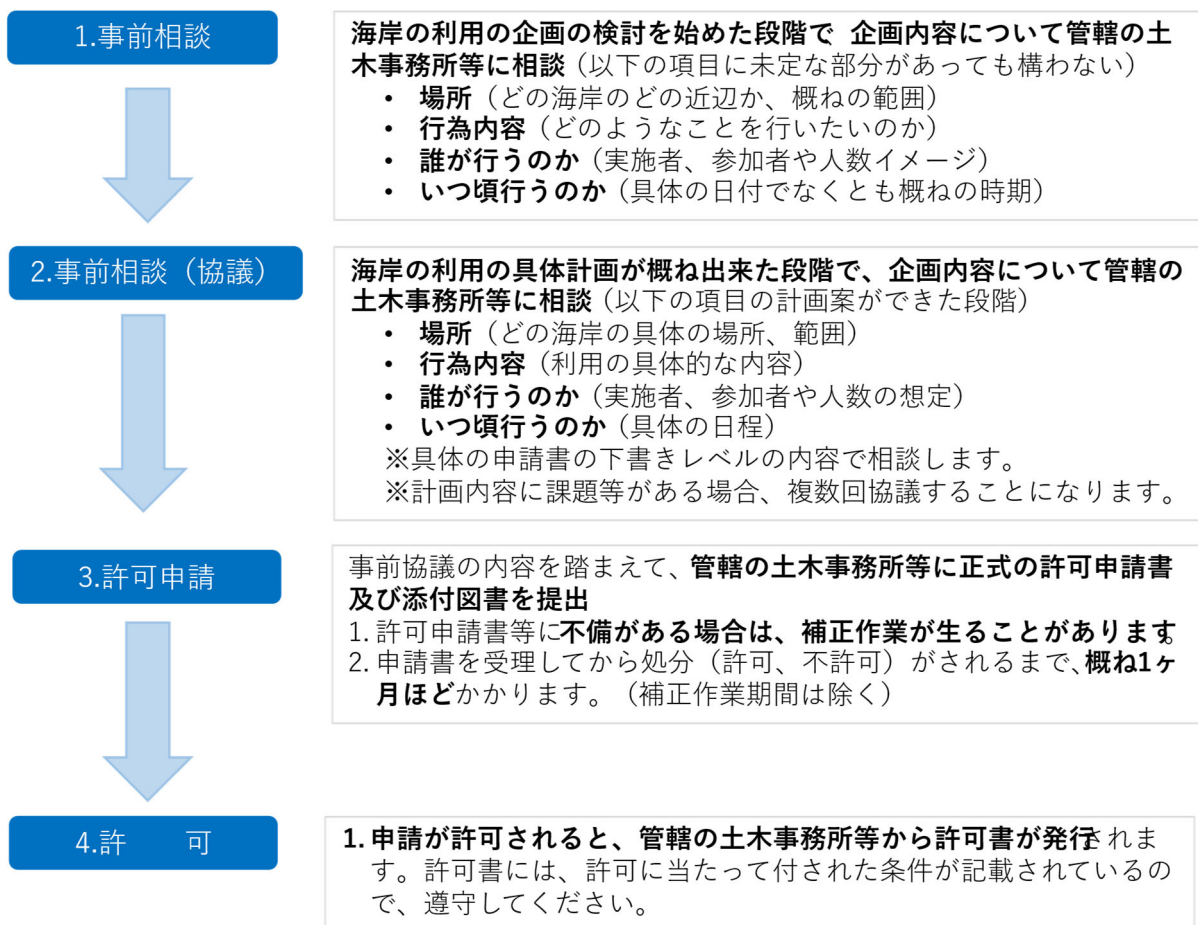 1.事前相談
海岸の利用の企画の検討を始めた段階で 企画内容について管轄の土
木事務所等に相談（以下の項目に未定な部分があっても構わない）
• 場所（どの海岸のどの近辺か、概ねの範囲）
• 行為内容（どのようなことを行いたいのか）
• 誰が行うのか（実施者、参加者や人数イメージ）
• いつ頃行うのか（具体の日付でなくとも概ねの時期）
2.事前相談（協議）
海岸の利用の具体計画が概ね出来た段階で、企画内容について管轄の
土木事務所等に相談（以下の項目の計画案ができた段階）
• 場所（どの海岸の具体の場所、範囲）
• 行為内容（利用の具体的な内容）
• 誰が行うのか（実施者、参加者や人数の想定）
• いつ頃行うのか（具体の日程）
※具体の申請書の下書きレベルの内容で相談します。
※計画内容に課題等がある場合、複数回協議することになります。
3.許可申請
事前協議の内容を踏まえて、管轄の土木事務所等に正式の許可申請書
及び添付図書を提出
1. 許可申請書等に不備がある場合は、補正作業が生ることがあります。
2. 申請書を受理してから処分（許可、不許可）がされるまで、概ね1ヶ
月ほどかかります。（補正作業期間は除く）
4.許　　可
1. 申請が許可されると、管轄の土木事務所等から許可書が発行されま
す。許可書には、許可に当たって付された条件が記載されているの
で、遵守してください。